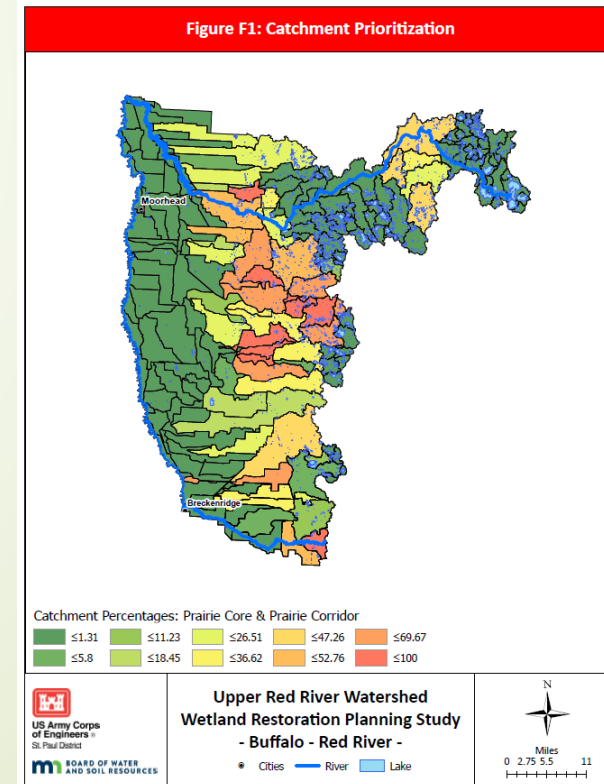 Figure F1: Catchment Prioritization
Moorhead
Breckenridge
Catchment Percentages: Prairie Core & Prairie Corridor
≤1.31 ≤11.23 ≤26.51 ≤47.26 ≤69.67
≤5.8 ≤18.45 ≤36.62 ≤52.76 ≤100
US Army Corps
of Engineers ®
St. Paul District
BOARD OF WATER
AND SOIL RESOURCES
Upper Red River Watershed
Wetland Restoration Planning Study
- Buffalo - Red River -
Cities River Lake
N
Miles
0 2.75 5.5 11